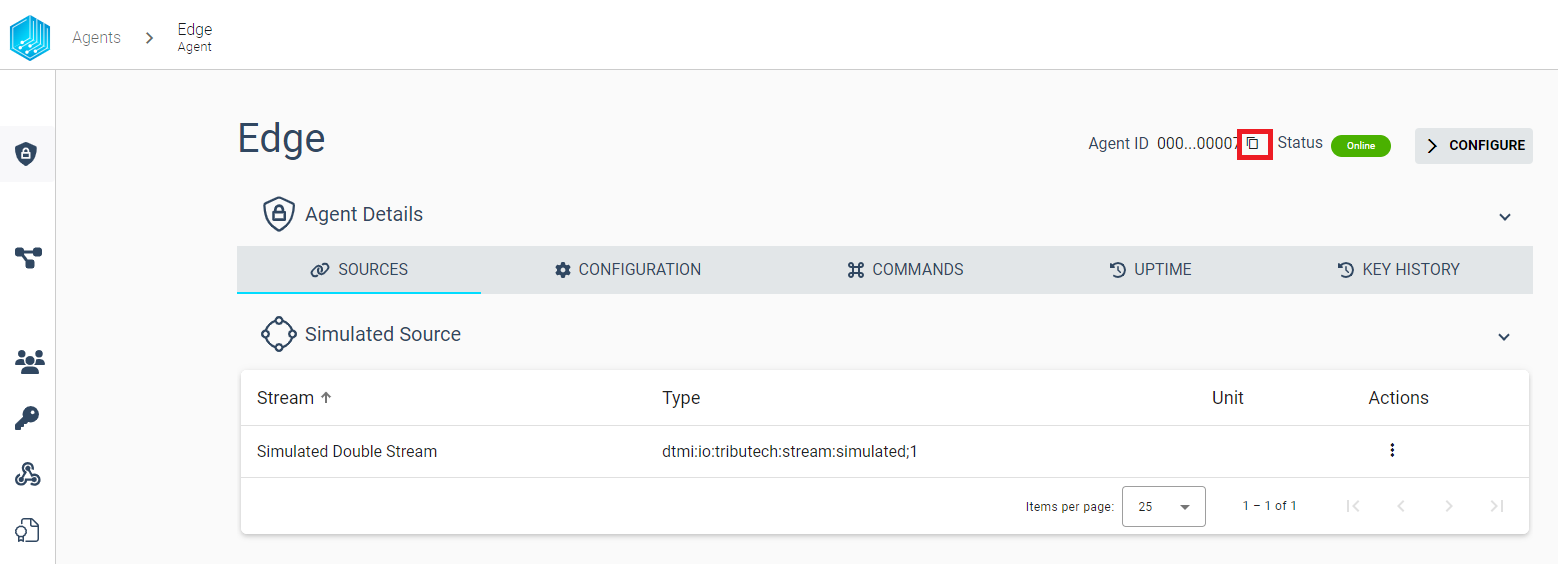 Agents
Edge
Agent
Edge
Agent ID 000...00007 Status Online CONFIGURE
Agent Details
SOURCES CONFIGURATION COMMANDS UPTIME KEY HISTORY
Simulated Source
Stream Type Unit Actions
Simulated Double Stream dtmi:io:tributech:stream:simulated;1
Items per page: 25 1 – 1 of 1